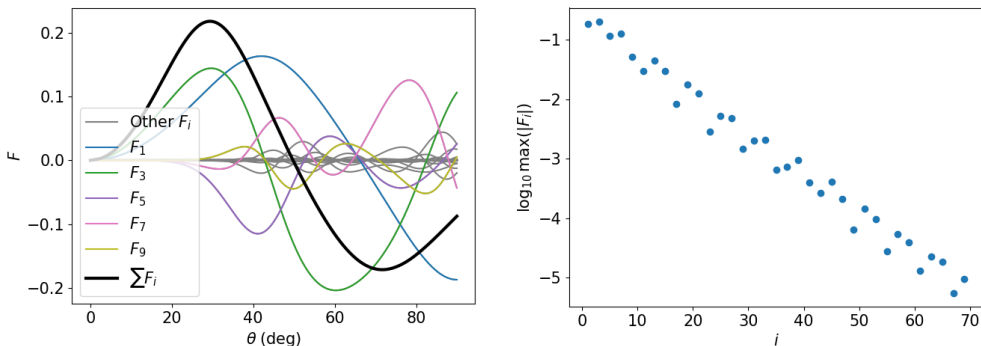 0.2
0.1
0.0
−0.1
−0.2
F
Other F_i
F_1
F_3
F_5
F_7
F_9
∑F_i
0 20 40 60 80
θ (deg)
−1
−2
−3
−4
−5
log₁₀ max(|F_i|)
0 10 20 30 40 50 60 70
i